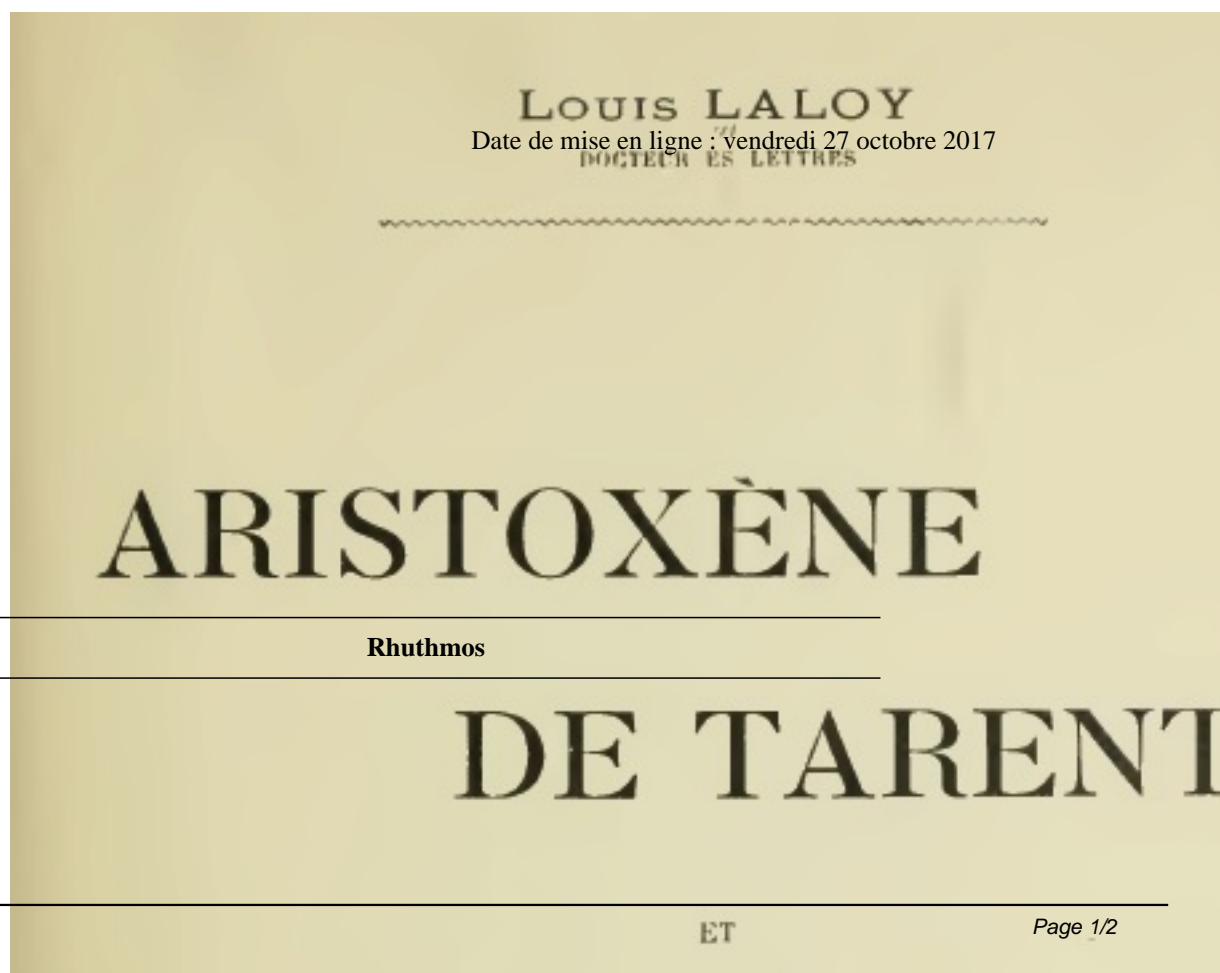 Louis LALOY
Date de mise en ligne : vendredi 27 octobre 2017
DOCTEUR ES LETTRES
ARISTOXÈNE
Rhuthmos
DE TARENT
ET
Page 1/2